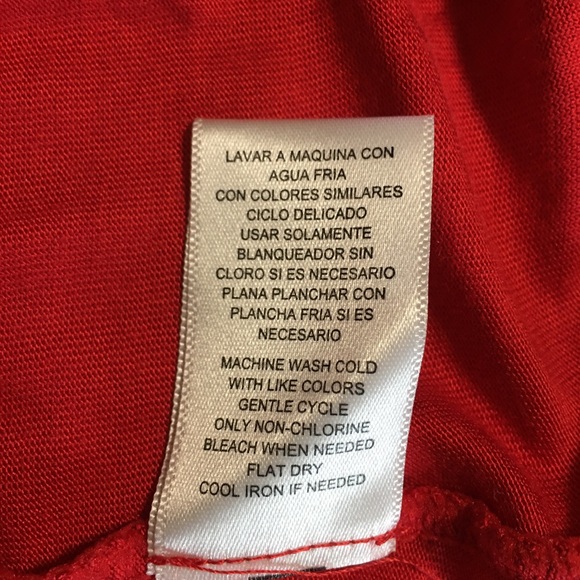 LAVAR A MAQUINA CON
AGUA FRIA
CON COLORES SIMILARES
CICLO DELICADO
USAR SOLAMENTE
BLANQUEADOR SIN
CLORO SI ES NECESARIO
PLANA PLANCHAR CON
PLANCHA FRIA SI ES
NECESARIO
MACHINE WASH COLD
WITH LIKE COLORS
GENTLE CYCLE
ONLY NON-CHLORINE
BLEACH WHEN NEEDED
FLAT DRY
COOL IRON IF NEEDED